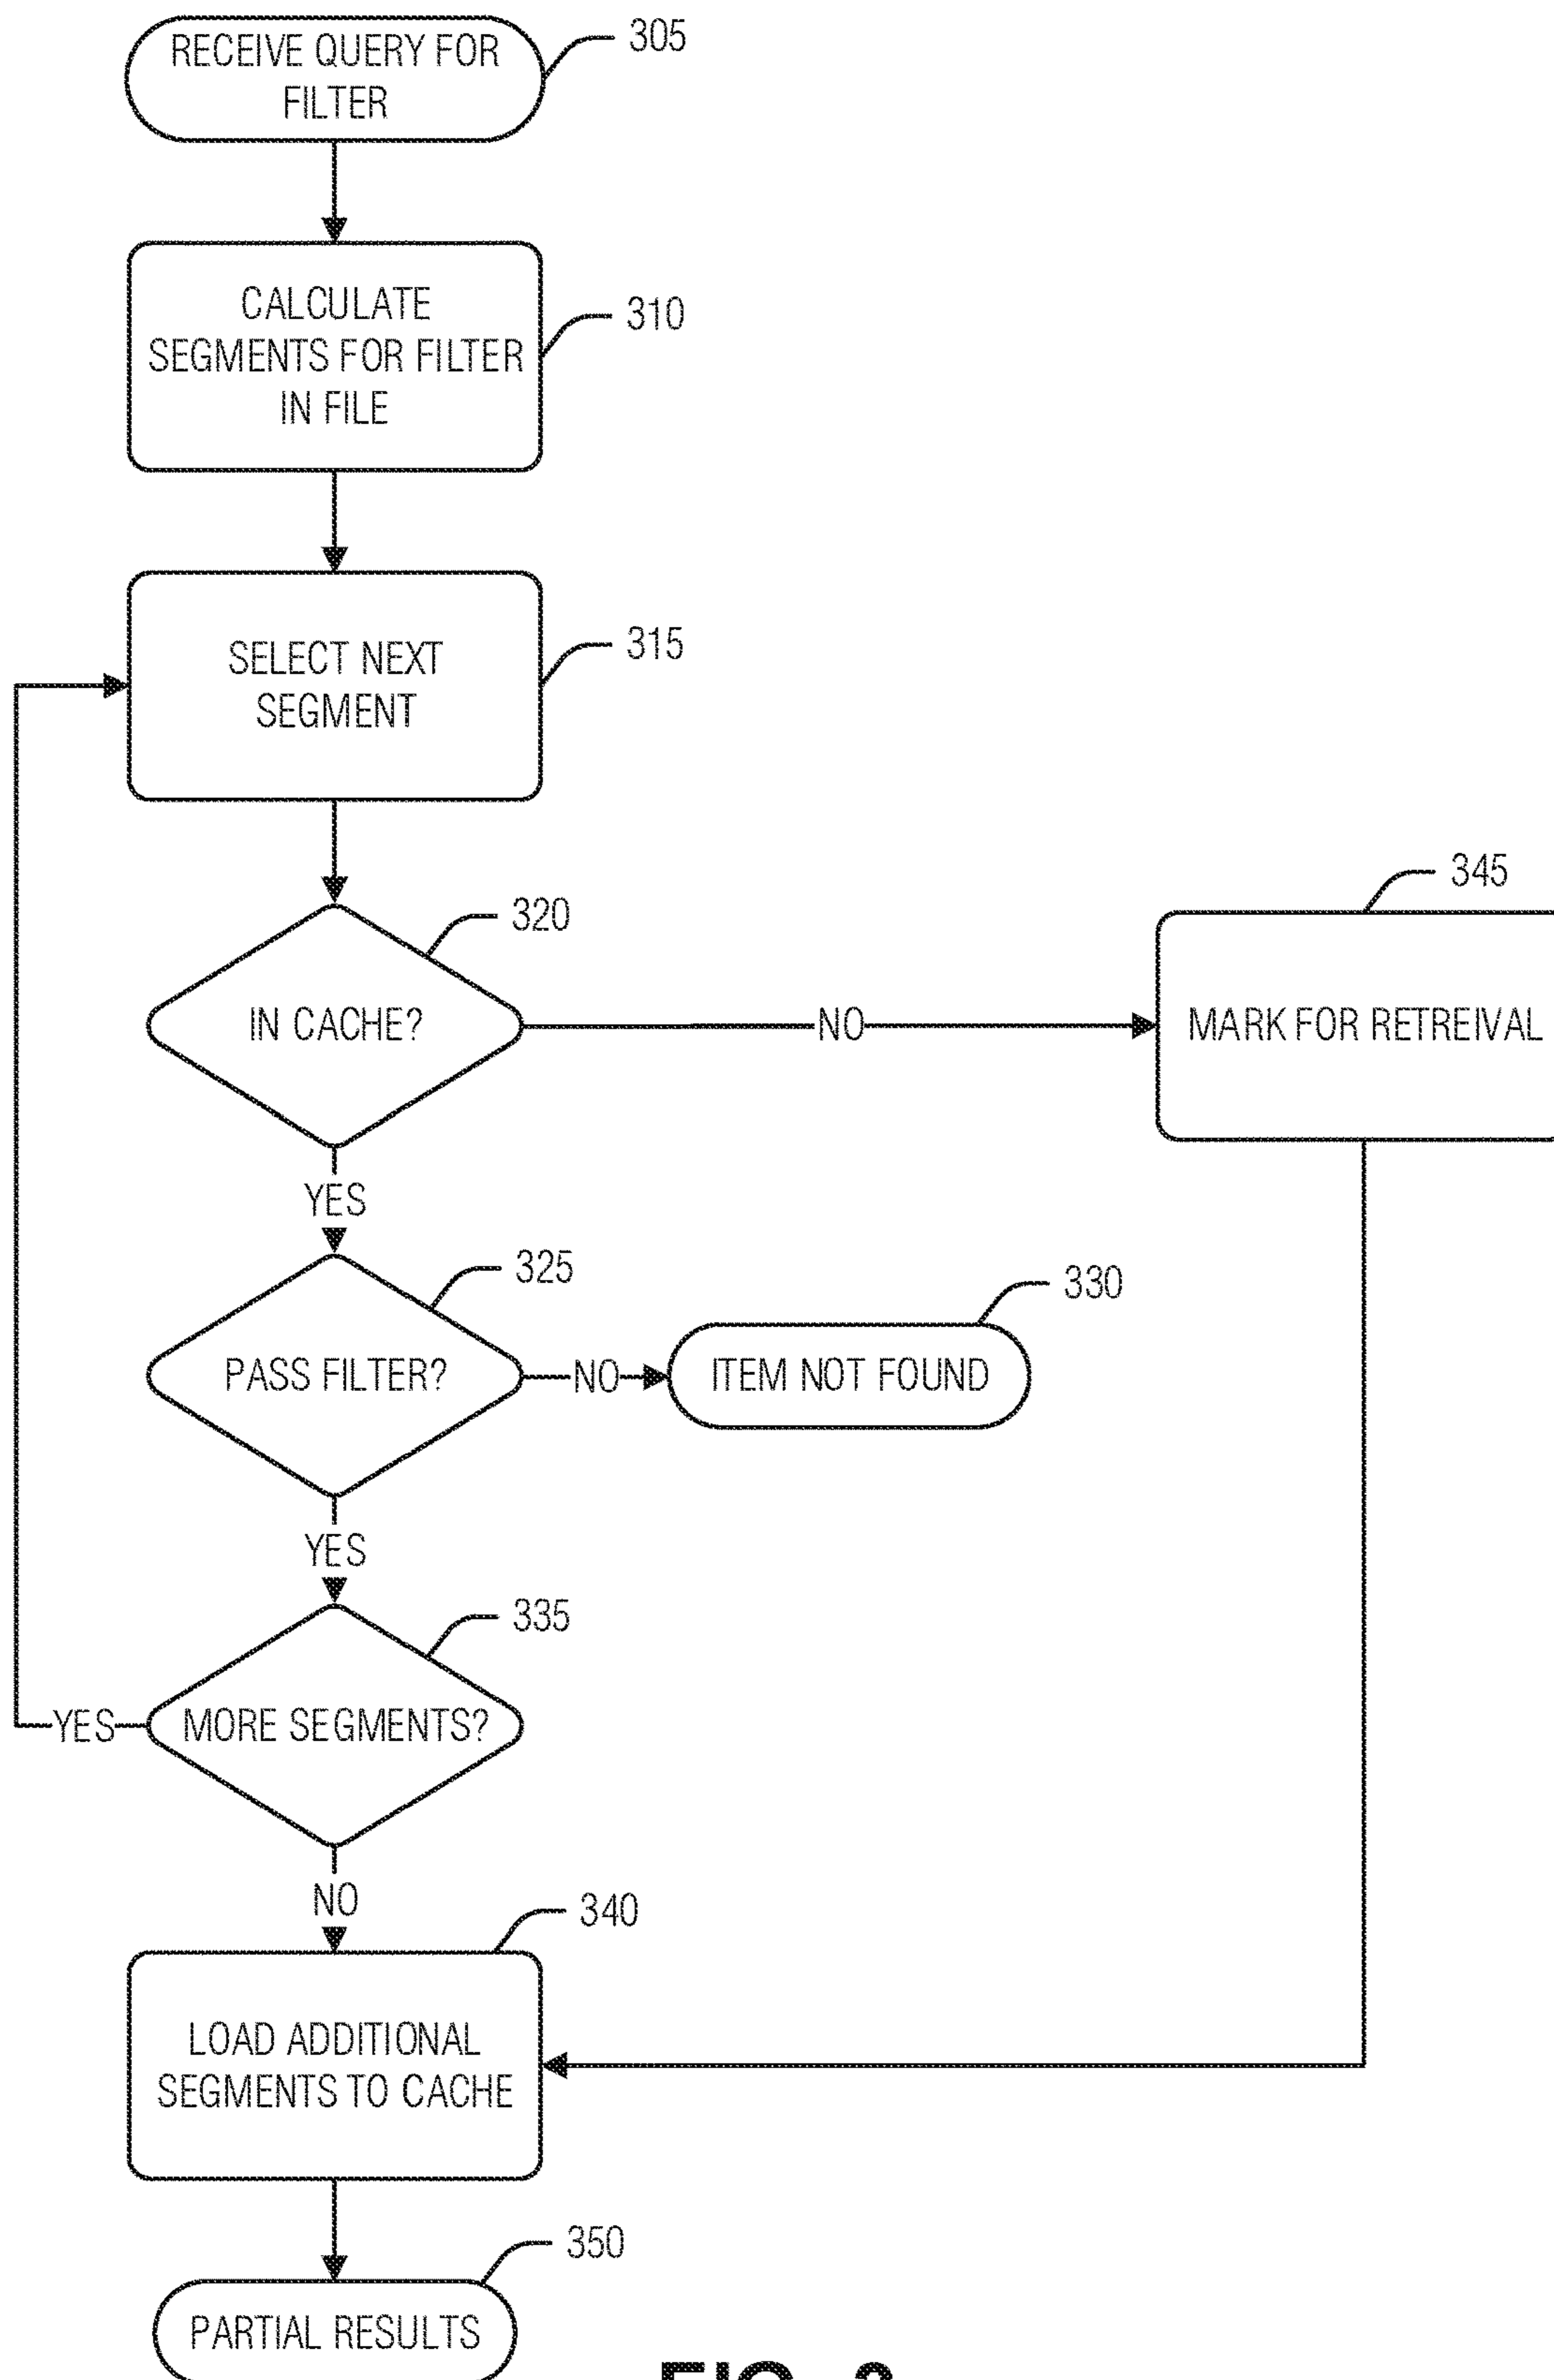 RECEIVE QUERY FOR
FILTER
305
CALCULATE
SEGMENTS FOR FILTER
IN FILE
310
SELECT NEXT
SEGMENT
315
320
IN CACHE?
NO
345
MARK FOR RETREIVAL
YES
325
PASS FILTER?
NO
330
ITEM NOT FOUND
YES
335
MORE SEGMENTS?
YES
NO
340
LOAD ADDITIONAL
SEGMENTS TO CACHE
350
PARTIAL RESULTS